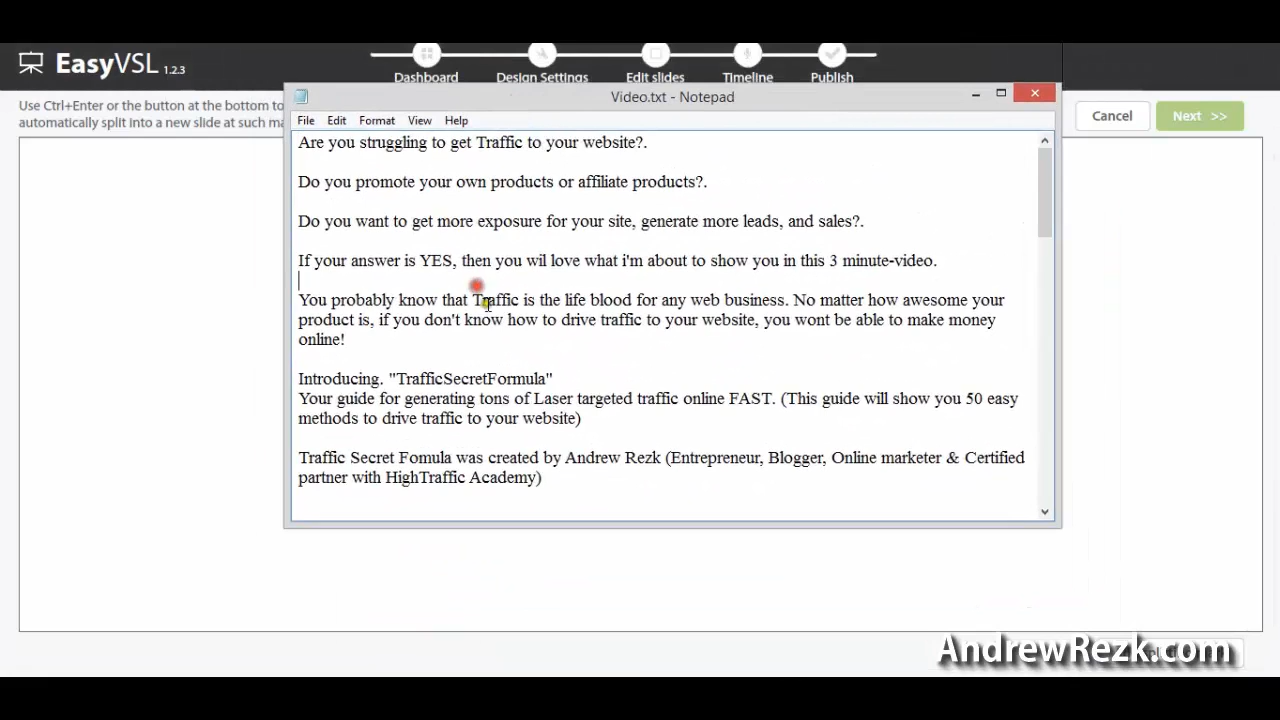 EasyVSL 1.2.3
Dashboard
Design Settings
Edit slides
Timeline
Publish
Use Ctrl+Enter or the button at the bottom to
automatically split into a new slide at such
Cancel
Next >>
Video.txt - Notepad
File Edit Format View Help
Are you struggling to get Traffic to your website?.
Do you promote your own products or affiliate products?.
Do you want to get more exposure for your site, generate more leads, and sales?.
If your answer is YES, then you wil love what i'm about to show you in this 3 minute-video.
You probably know that Traffic is the life blood for any web business. No matter how awesome your
product is, if you don't know how to drive traffic to your website, you wont be able to make money
online!
Introducing. "TrafficSecretFormula"
Your guide for generating tons of Laser targeted traffic online FAST. (This guide will show you 50 easy
methods to drive traffic to your website)
Traffic Secret Fomula was created by Andrew Rezk (Entrepreneur, Blogger, Online marketer & Certified
partner with HighTraffic Academy)
AndrewRezk.com